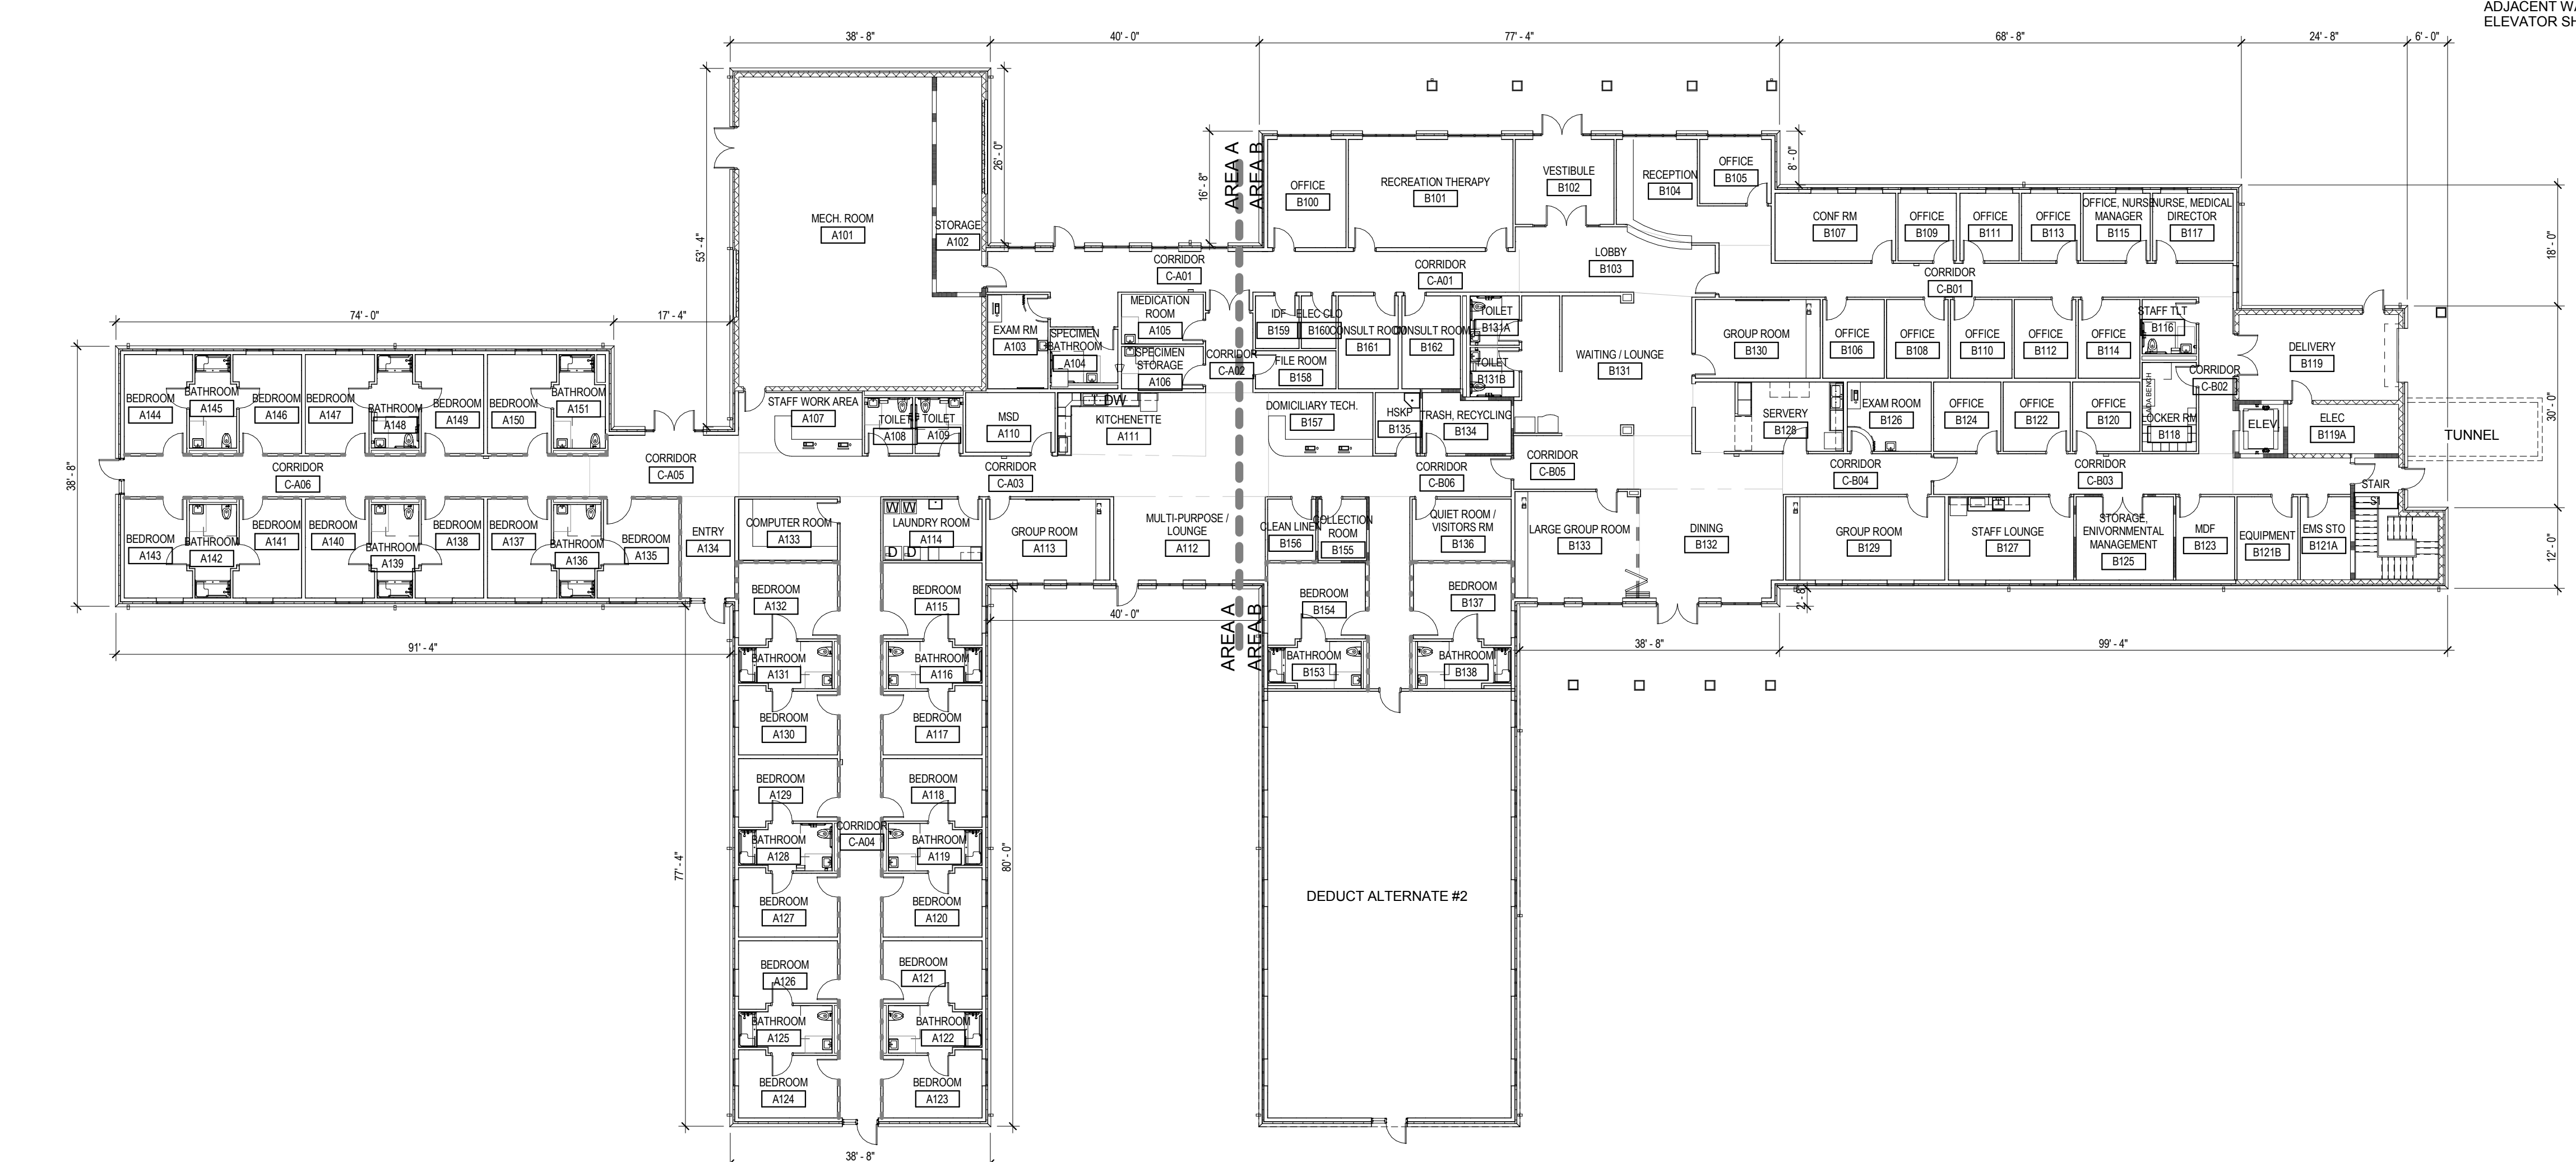 ADJACENT WA
ELEVATOR SH
38' - 8"
40' - 0"
77' - 4"
68' - 8"
24' - 8"
6' - 0"
53' - 4"
26' - 0"
16' - 8"
8' - 0"
18' - 0"
AREA A
AREA B
MECH. ROOM
A101
STORAGE
A102
OFFICE
B100
RECREATION THERAPY
B101
VESTIBULE
B102
RECEPTION
B104
OFFICE
B105
CONF RM
B107
OFFICE
B109
OFFICE
B111
OFFICE
B113
OFFICE, NURSE
MANAGER
B115
NURSE, MEDICAL
DIRECTOR
B117
CORRIDOR
C-A01
CORRIDOR
C-A01
LOBBY
B103
CORRIDOR
C-B01
74' - 0"
17' - 4"
38' - 8"
EXAM RM
A103
SPECIMEN
BATHROOM
A104
MEDICATION
ROOM
A105
SPECIMEN
STORAGE
A106
CORRIDOR
C-A02
IDF
B159
ELEC CLO
B160
CONSULT ROOM
B161
CONSULT ROOM
B162
FILE ROOM
B158
TOILET
B131A
TOILET
B131B
WAITING / LOUNGE
B131
GROUP ROOM
B130
OFFICE
B106
OFFICE
B108
OFFICE
B110
OFFICE
B112
OFFICE
B114
STAFF TLT
B116
DELIVERY
B119
CORRIDOR
C-B02
30' - 0"
BEDROOM
A144
BATHROOM
A145
BEDROOM
A146
BEDROOM
A147
BATHROOM
A148
BEDROOM
A149
BEDROOM
A150
BATHROOM
A151
STAFF WORK AREA
A107
TOILET
A108
TOILET
A109
MSD
A110
DW
KITCHENETTE
A111
DOMICILIARY TECH.
B157
HSKP
B135
TRASH, RECYCLING
B134
SERVERY
B128
EXAM ROOM
B126
OFFICE
B124
OFFICE
B122
OFFICE
B120
ADA BENCH
LOCKER RM
B118
ELEV.
ELEC
B119A
TUNNEL
CORRIDOR
C-A06
CORRIDOR
C-A05
CORRIDOR
C-A03
CORRIDOR
C-B06
CORRIDOR
C-B05
CORRIDOR
C-B04
CORRIDOR
C-B03
STAIR
S1
BEDROOM
A143
BATHROOM
A142
BEDROOM
A141
BEDROOM
A140
BATHROOM
A139
BEDROOM
A138
BEDROOM
A137
BATHROOM
A136
BEDROOM
A135
ENTRY
A134
COMPUTER ROOM
A133
W W
LAUNDRY ROOM
A114
D D
GROUP ROOM
A113
MULTI-PURPOSE /
LOUNGE
A112
CLEAN LINEN
B156
COLLECTION
ROOM
B155
QUIET ROOM /
VISITORS RM
B136
LARGE GROUP ROOM
B133
DINING
B132
GROUP ROOM
B129
STAFF LOUNGE
B127
STORAGE,
ENIVORNMENTAL
MANAGEMENT
B125
MDF
B123
EQUIPMENT
B121B
EMS STO
B121A
12' - 0"
2' - 8"
BEDROOM
A132
BEDROOM
A115
40' - 0"
AREA A
AREA B
BEDROOM
B154
BEDROOM
B137
91' - 4"
38' - 8"
99' - 4"
BATHROOM
A131
BATHROOM
A116
BATHROOM
B153
BATHROOM
B138
BEDROOM
A130
BEDROOM
A117
BEDROOM
A129
BEDROOM
A118
CORRIDOR
C-A04
BATHROOM
A128
BATHROOM
A119
77' - 4"
80' - 0"
BEDROOM
A127
BEDROOM
A120
DEDUCT ALTERNATE #2
BEDROOM
A126
BEDROOM
A121
BATHROOM
A125
BATHROOM
A122
BEDROOM
A124
BEDROOM
A123
38' - 8"